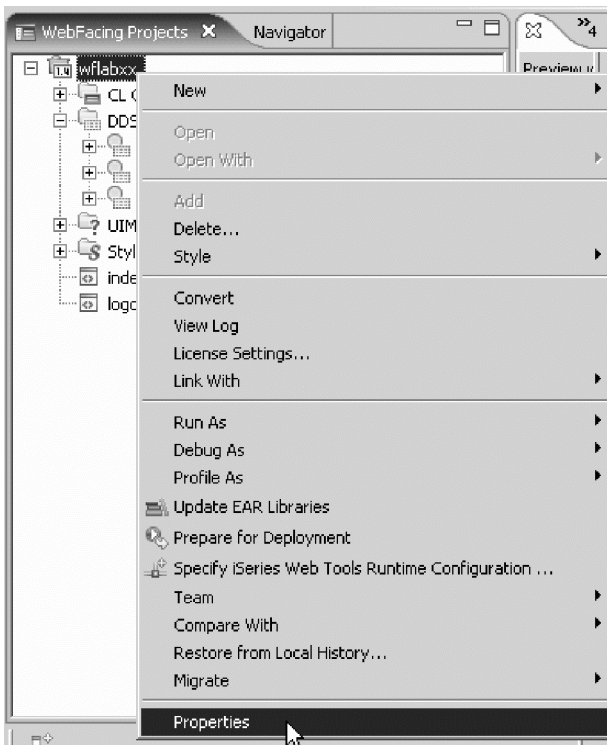 WebFacing Projects
Navigator
4
wflabxx
CL
DDS
UIM
Styl
inde
New
Open
Open With
Add
Delete...
Style
Convert
View Log
License Settings...
Link With
Run As
Debug As
Profile As
Update EAR Libraries
Prepare for Deployment
Specify iSeries Web Tools Runtime Configuration ...
Team
Compare With
Restore from Local History...
Migrate
Properties